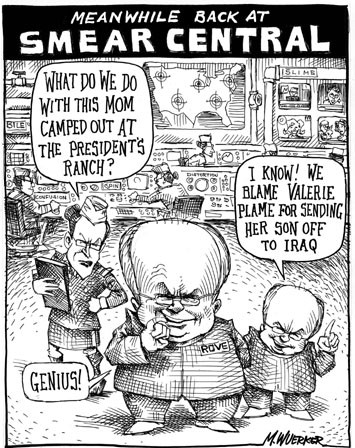 MEANWHILE BACK AT
SMEAR CENTRAL
WHAT DO WE DO
WITH THIS MOM
CAMPED OUT AT
THE PRESIDENT'S
RANCH?
SLIME
BILE
CONFUSION
SPIN
DISTORTION
I KNOW! WE
BLAME VALERIE
PLAME FOR SENDING
HER SON OFF
TO IRAQ
ROVE
GENIUS!
M.WUERKER